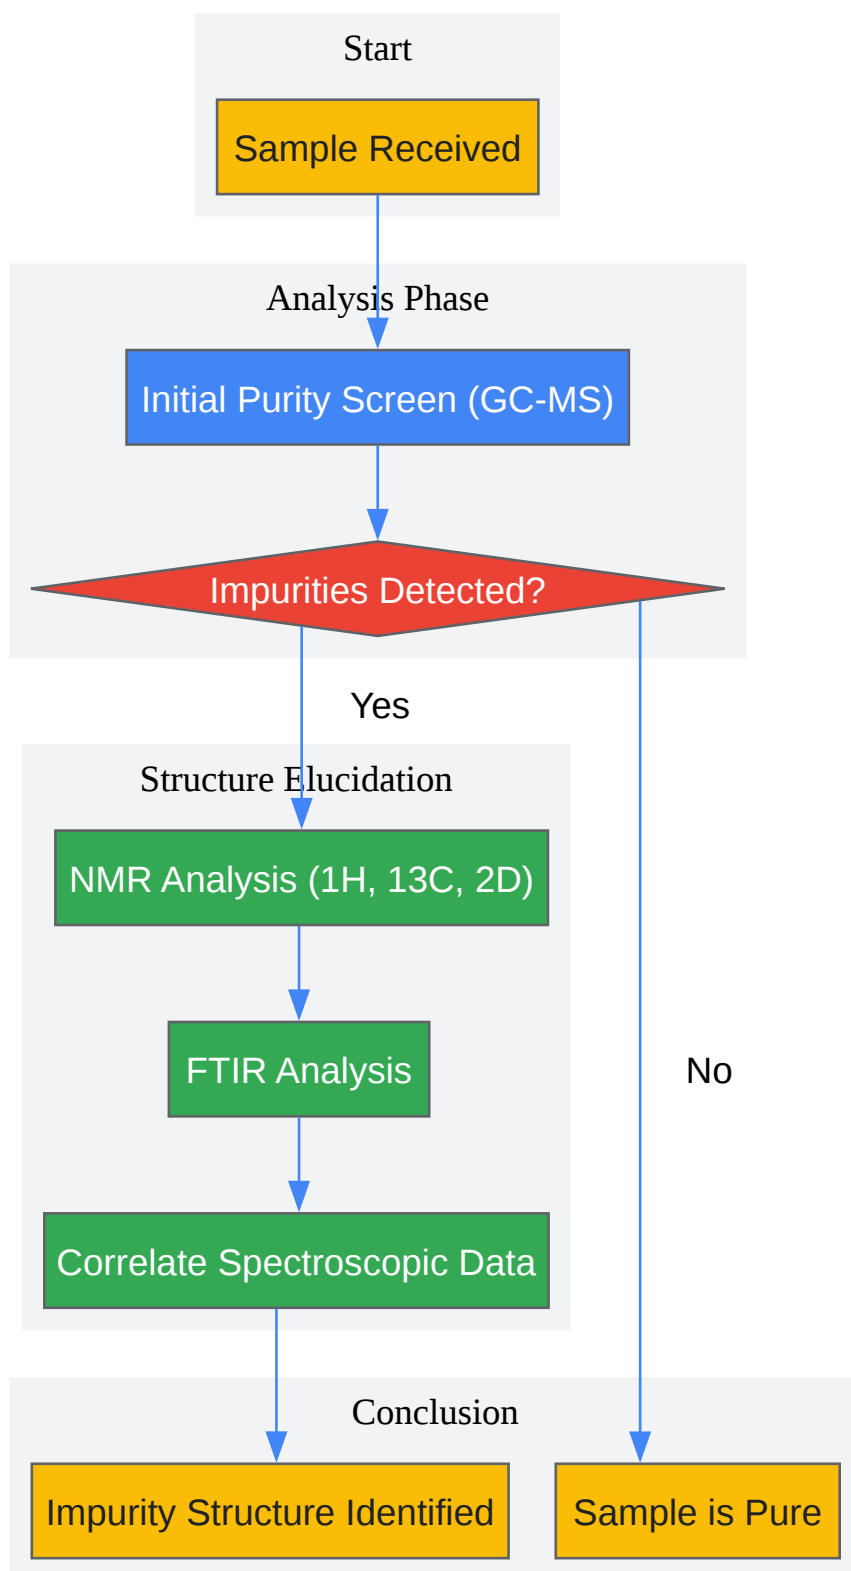 Start
Sample Received
Analysis Phase
Initial Purity Screen (GC-MS)
Impurities Detected?
Yes
Structure Elucidation
NMR Analysis (1H, 13C, 2D)
FTIR Analysis
No
Correlate Spectroscopic Data
Conclusion
Impurity Structure Identified
Sample is Pure